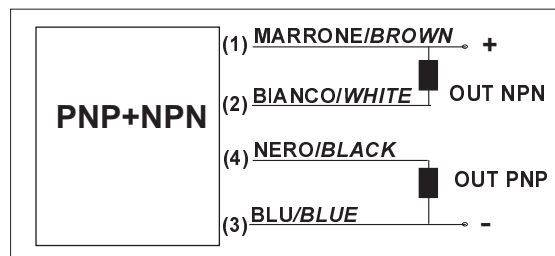 (1) MARRONE/BROWN +
(2) BIANCO/WHITE OUT NPN
PNP+NPN
(4) NERO/BLACK
OUT PNP
(3) BLU/BLUE -